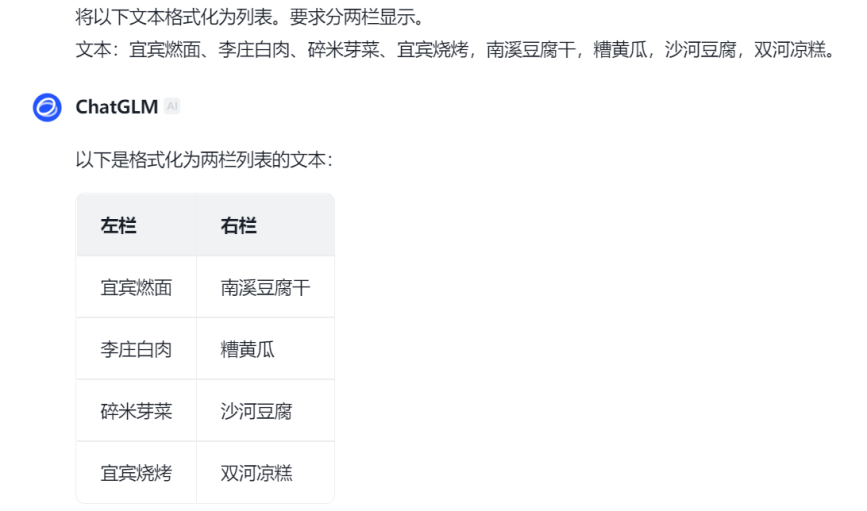 将以下文本格式化为列表。要求分两栏显示。
文本：宜宾燃面、李庄白肉、碎米芽菜、宜宾烧烤，南溪豆腐干，糟黄瓜，沙河豆腐，双河凉糕。
ChatGLM AI
以下是格式化为两栏列表的文本：
左栏 右栏
宜宾燃面 南溪豆腐干
李庄白肉 糟黄瓜
碎米芽菜 沙河豆腐
宜宾烧烤 双河凉糕